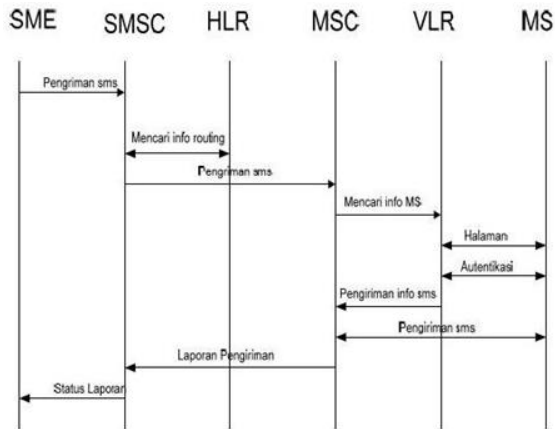 SME SMSC HLR MSC VLR MS
Pengriman sms
Mencari info routing
Pengriman sms
Mencari info MS
Halaman
Autentikasi
Pengiriman info sms
Pengiriman sms
Laporan Pengiriman
Status Laporan